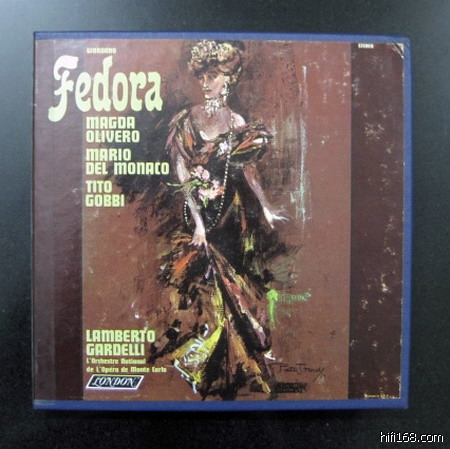 GIORDANO
STEREO
Fedora
MAGDA
OLIVERO
MARIO
DEL MONACO
TITO
GOBBI
LAMBERTO
GARDELLI
L'Orchestre National
de L'Opéra de Monte Carlo
LONDON
hifi168.com